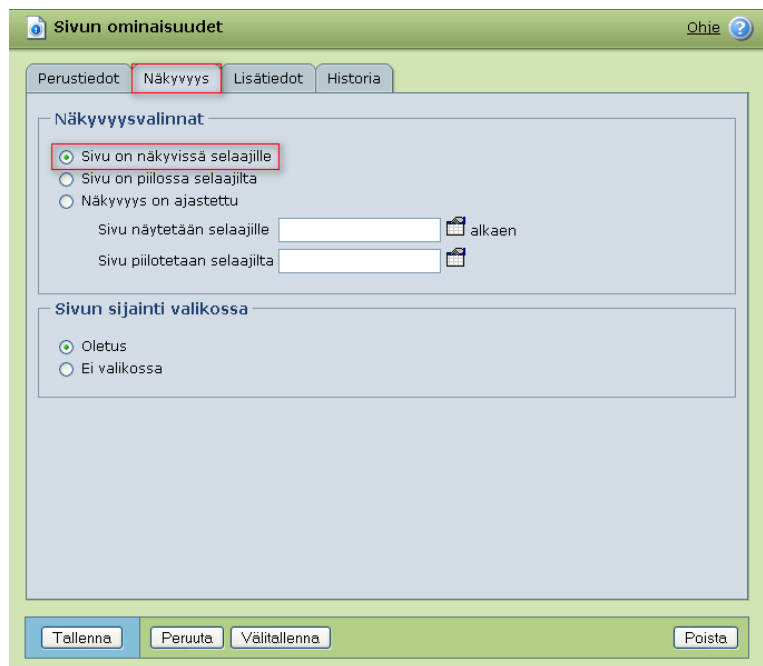 Sivun ominaisuudet Ohje
Perustiedot Näkyvyys Lisätiedot Historia
Näkyvyysvalinnat
Sivu on näkyvissä selaajille
Sivu on piilossa selaajilta
Näkyvyys on ajastettu
Sivu näytetään selaajille alkaen
Sivu piilotetaan selaajilta
Sivun sijainti valikossa
Oletus
Ei valikossa
Tallenna Peruuta Välitallenna Poista